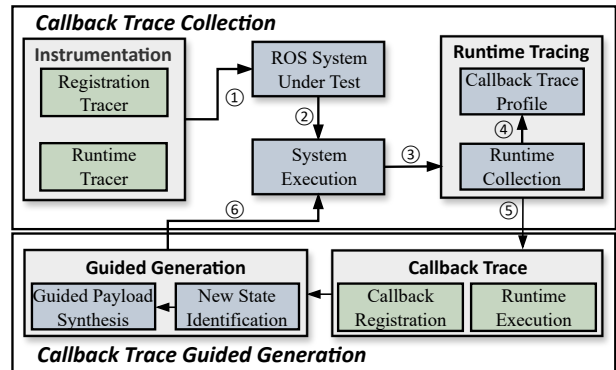 Callback Trace Collection
Instrumentation
Registration
Tracer
Runtime
Tracer
①
ROS System
Under Test
②
System
Execution
③
Runtime Tracing
Callback Trace
Profile
④
Runtime
Collection
⑤
⑥
Guided Generation
Guided Payload
Synthesis
New State
Identification
Callback Trace
Callback
Registration
Runtime
Execution
Callback Trace Guided Generation